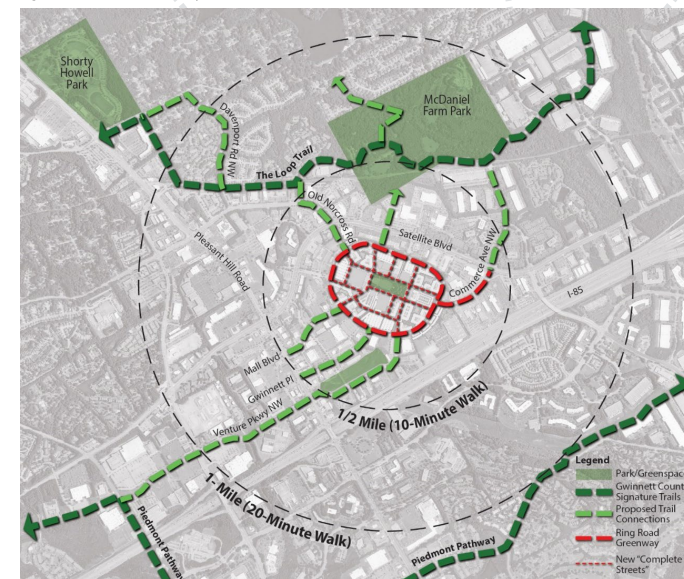 Shorty
Howell
Park
McDaniel
Farm Park
Davenport Rd NW
The Loop Trail
Old Norcross Rd
Satellite Blvd
Pleasant Hill Road
Commerce Ave NW
I-85
Mall Blvd
Gwinnett Pl
Venture Pkwy NW
1/2 Mile (10-Minute Walk)
1- Mile (20-Minute Walk)
Piedmont Pathway
Piedmont Pathway
Legend
Park/Greenspac
Gwinnett Count
Signature Trails
Proposed Trail
Connections
Ring Road
Greenway
New "Complete
Streets"